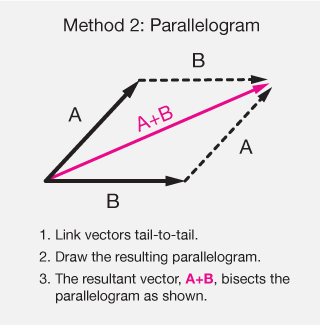 Method 2: Parallelogram
B
A
A+B
A
B
1. Link vectors tail-to-tail.
2. Draw the resulting parallelogram.
3. The resultant vector, A+B, bisects the
parallelogram as shown.